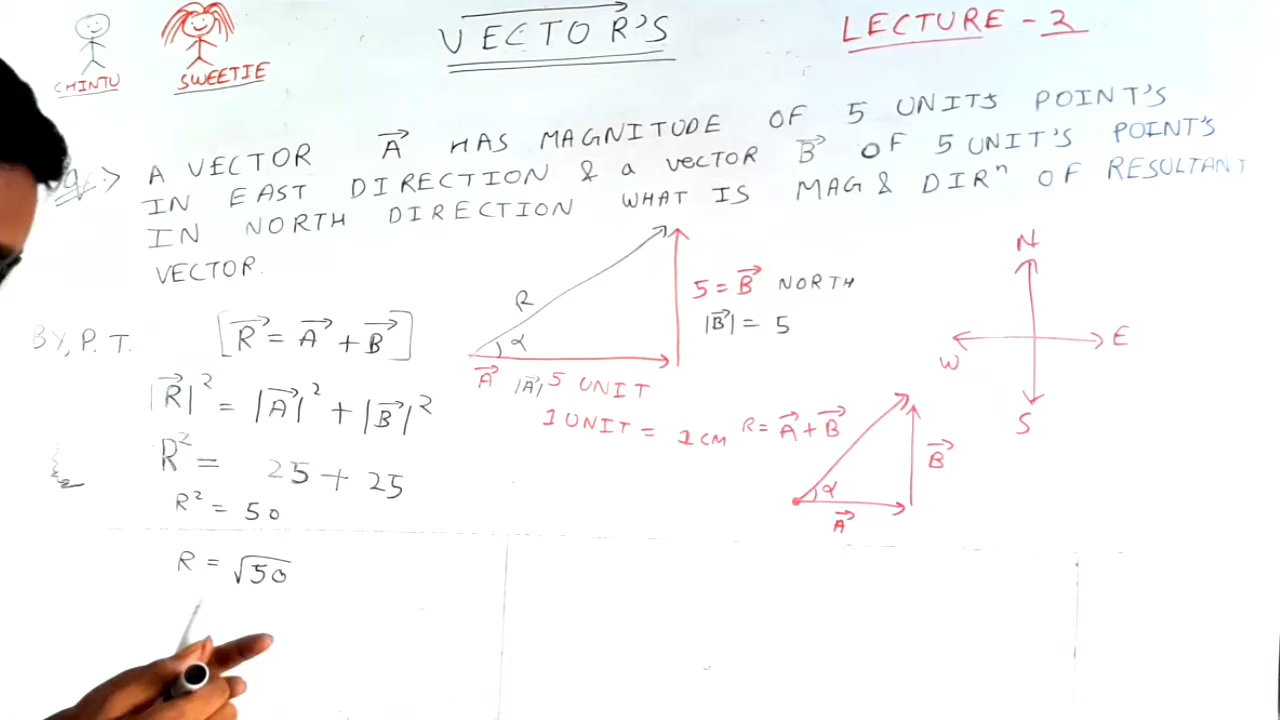 VECTOR'S
LECTURE - 2
CHINTU
SWEETIE
Q:> A VECTOR A HAS MAGNITUDE OF 5 UNITS POINT'S
IN EAST DIRECTION & a vector B OF 5 UNIT'S POINT'S
IN NORTH DIRECTION WHAT IS MAG & DIRⁿ OF RESULTANT
VECTOR.
BY, P. T.
[R⃗ = A⃗ + B⃗]
|R⃗|² = |A⃗|² + |B⃗|²
R² = 25 + 25
R² = 50
R = √50
R
α
5 = B⃗ NORTH
|B⃗| = 5
A⃗ |A⃗| 5 UNIT
1 UNIT = 1 CM
R = A⃗ + B⃗
α
B⃗
A⃗
N
W
E
S